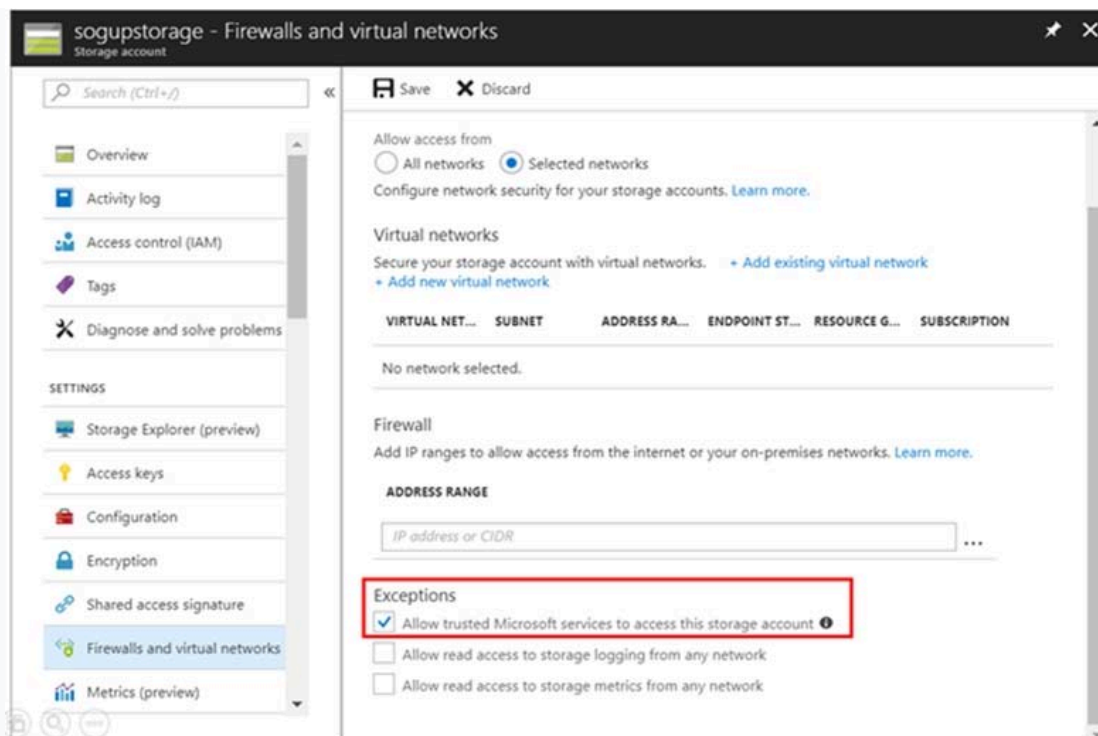 sogupstorage - Firewalls and virtual networks
Storage account
Search (Ctrl+/)
Overview
Activity log
Access control (IAM)
Tags
Diagnose and solve problems
SETTINGS
Storage Explorer (preview)
Access keys
Configuration
Encryption
Shared access signature
Firewalls and virtual networks
Metrics (preview)
Save Discard
Allow access from
All networks Selected networks
Configure network security for your storage accounts. Learn more.
Virtual networks
Secure your storage account with virtual networks. + Add existing virtual network
+ Add new virtual network
VIRTUAL NET... SUBNET ADDRESS RA... ENDPOINT ST... RESOURCE G... SUBSCRIPTION
No network selected.
Firewall
Add IP ranges to allow access from the internet or your on-premises networks. Learn more.
ADDRESS RANGE
IP address or CIDR ...
Exceptions
Allow trusted Microsoft services to access this storage account
Allow read access to storage logging from any network
Allow read access to storage metrics from any network